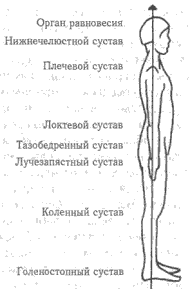 Орган равновесия
Нижнечелюстной сустав
Плечевой сустав
Локтевой сустав
Тазобедренный сустав
Лучезапястный сустав
Коленный сустав
Голеностопный сустав